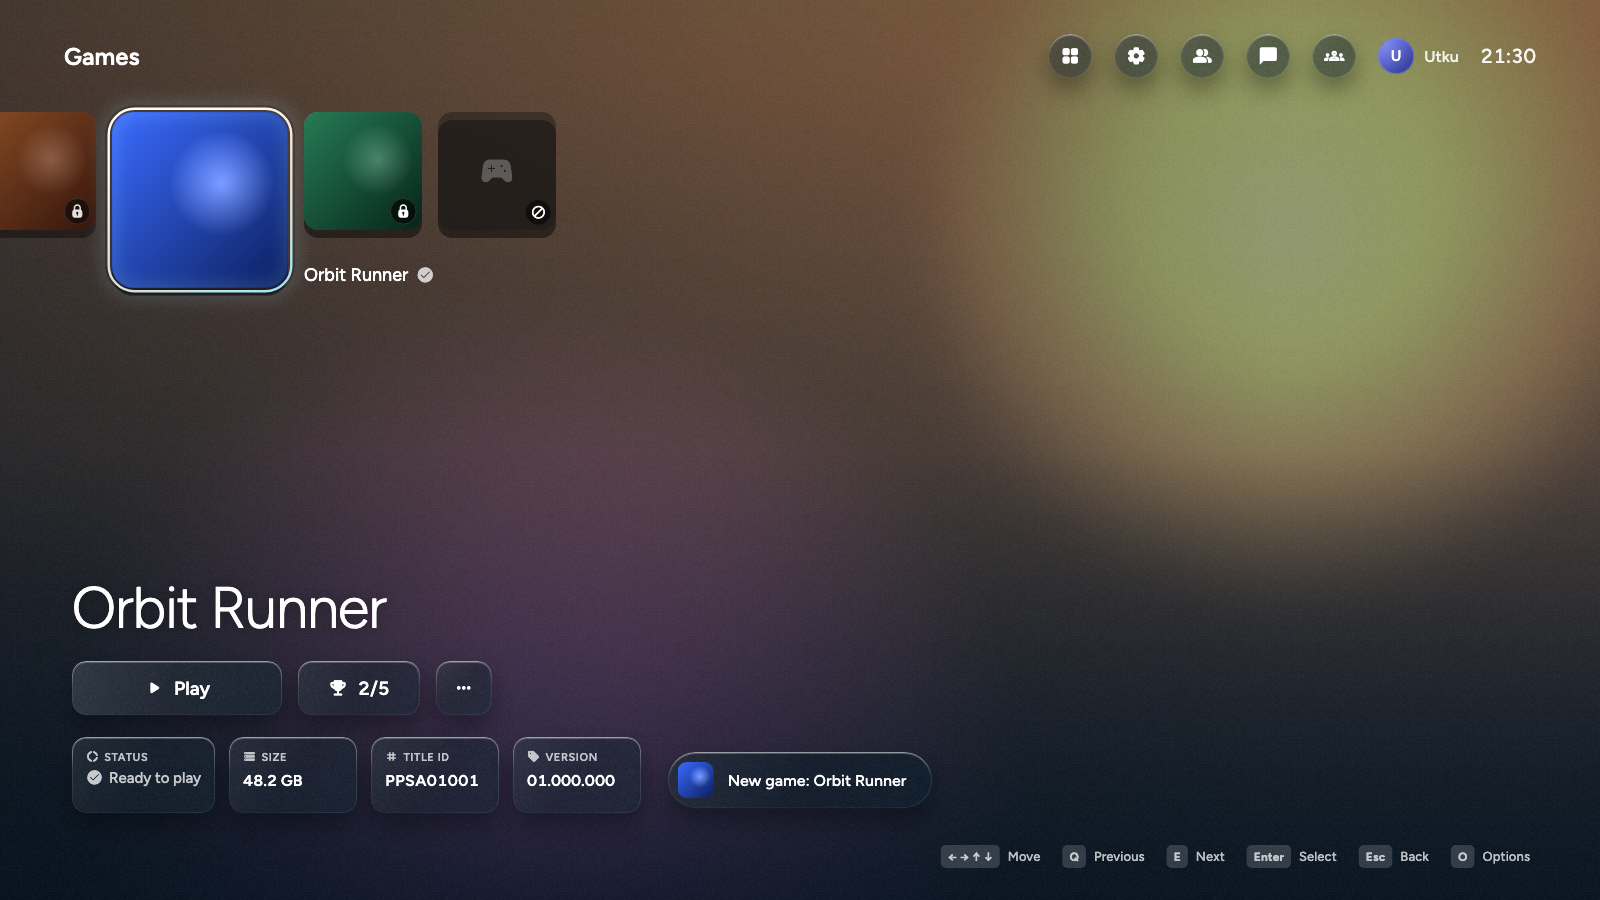 Games
U Utku 21:30
Orbit Runner
Orbit Runner
Play
2/5
STATUS
Ready to play
SIZE
48.2 GB
TITLE ID
PPSA01001
VERSION
01.000.000
New game: Orbit Runner
←→↑↓ Move Q Previous E Next Enter Select Esc Back O Options